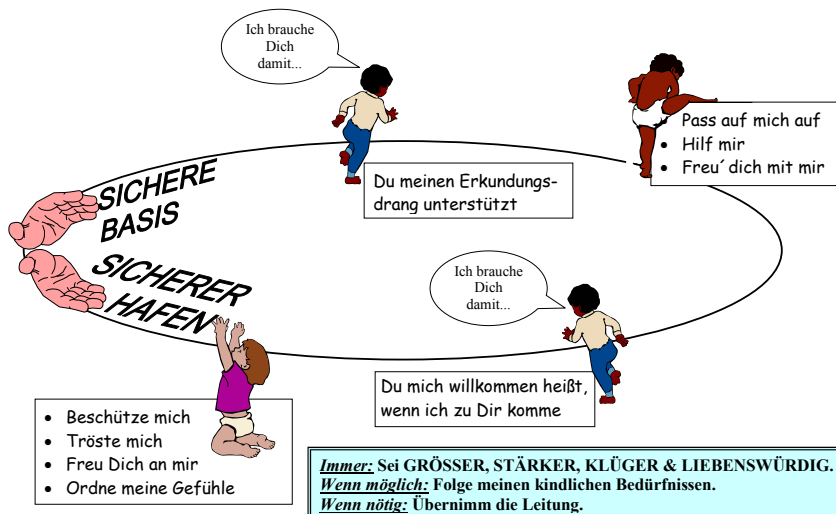 Ich brauche
Dich
damit...
SICHERE
BASIS
Du meinen Erkundungs-
drang unterstützt
• Pass auf mich auf
• Hilf mir
• Freu´dich mit mir
SICHERER
HAFEN
Ich brauche
Dich
damit...
Du mich willkommen heißt,
wenn ich zu Dir komme
• Beschütze mich
• Tröste mich
• Freu Dich an mir
• Ordne meine Gefühle
Immer: Sei GRÖSSER, STÄRKER, KLÜGER & LIEBENSWÜRDIG.
Wenn möglich: Folge meinen kindlichen Bedürfnissen.
Wenn nötig: Übernimm die Leitung.